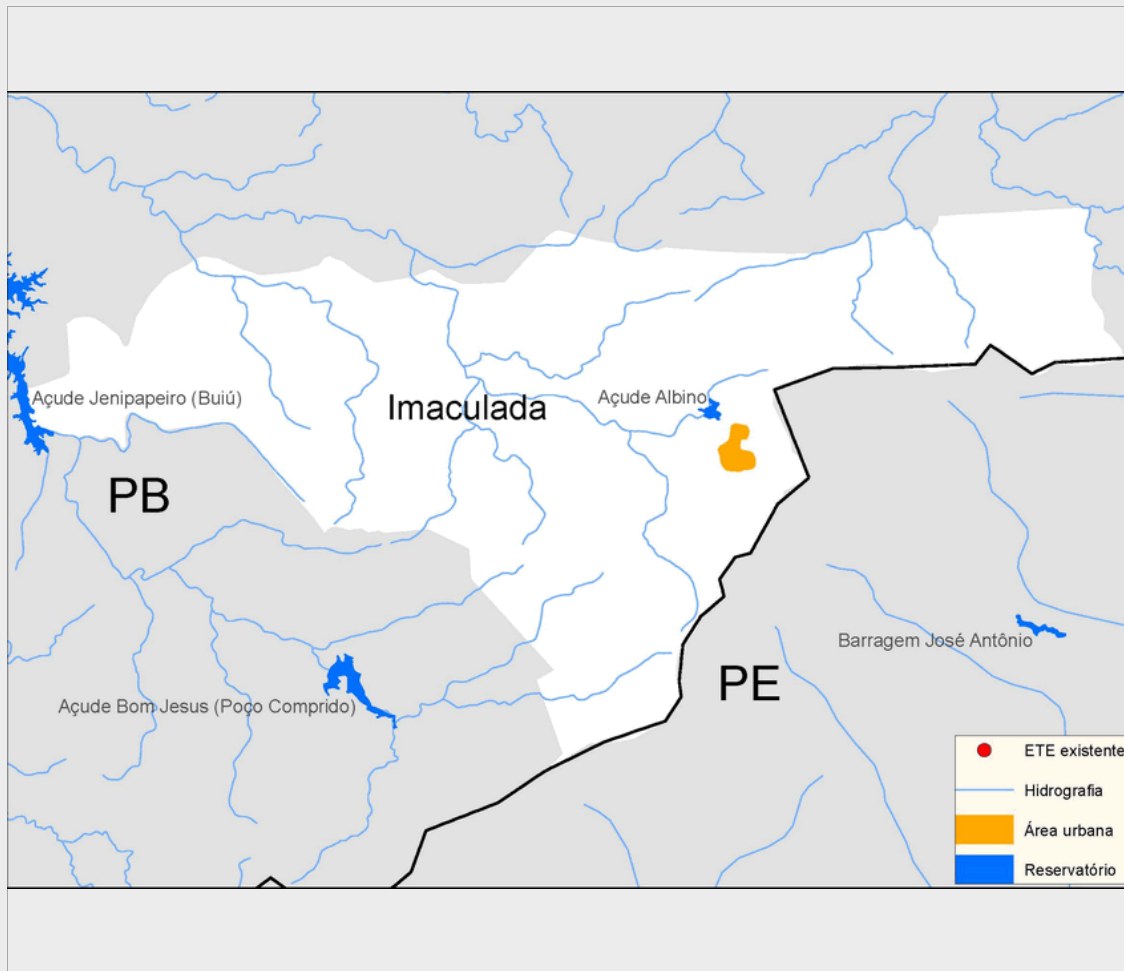 Açude Jenipapeiro (Buiú)
Imaculada
Açude Albino
PB
Barragem José Antônio
PE
Açude Bom Jesus (Poço Comprido)
ETE existente
Hidrografia
Área urbana
Reservatório